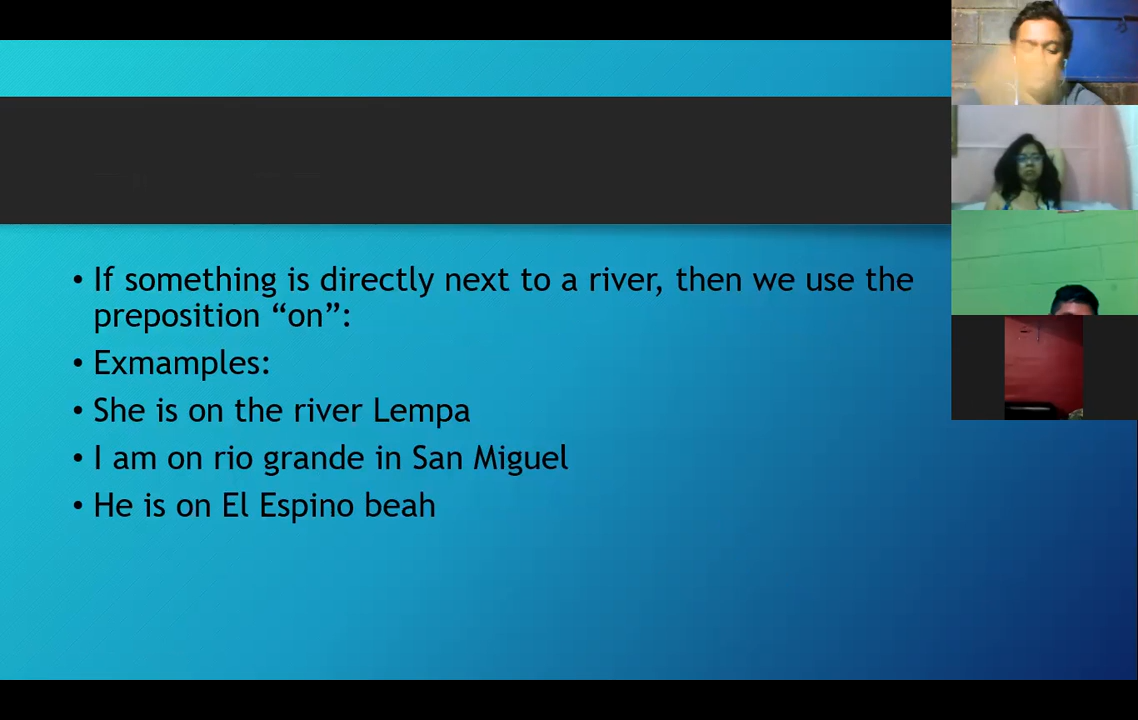 • If something is directly next to a river, then we use the
preposition “on”:
• Exmamples:
• She is on the river Lempa
• I am on rio grande in San Miguel
• He is on El Espino beah